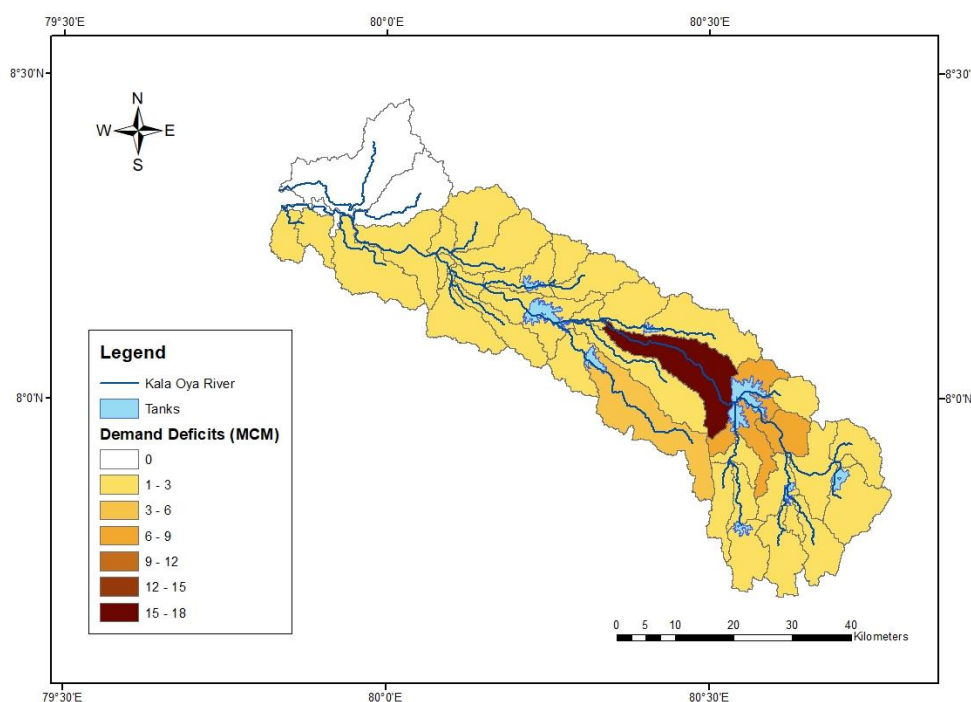 79°30'E 80°0'E 80°30'E
8°30'N 8°30'N
N
W E
S
Legend
Kala Oya River
Tanks
Demand Deficits (MCM)
0
1 - 3
3 - 6
6 - 9
9 - 12
12 - 15
15 - 18
8°0'N 8°0'N
0 5 10 20 30 40
Kilometers
79°30'E 80°0'E 80°30'E